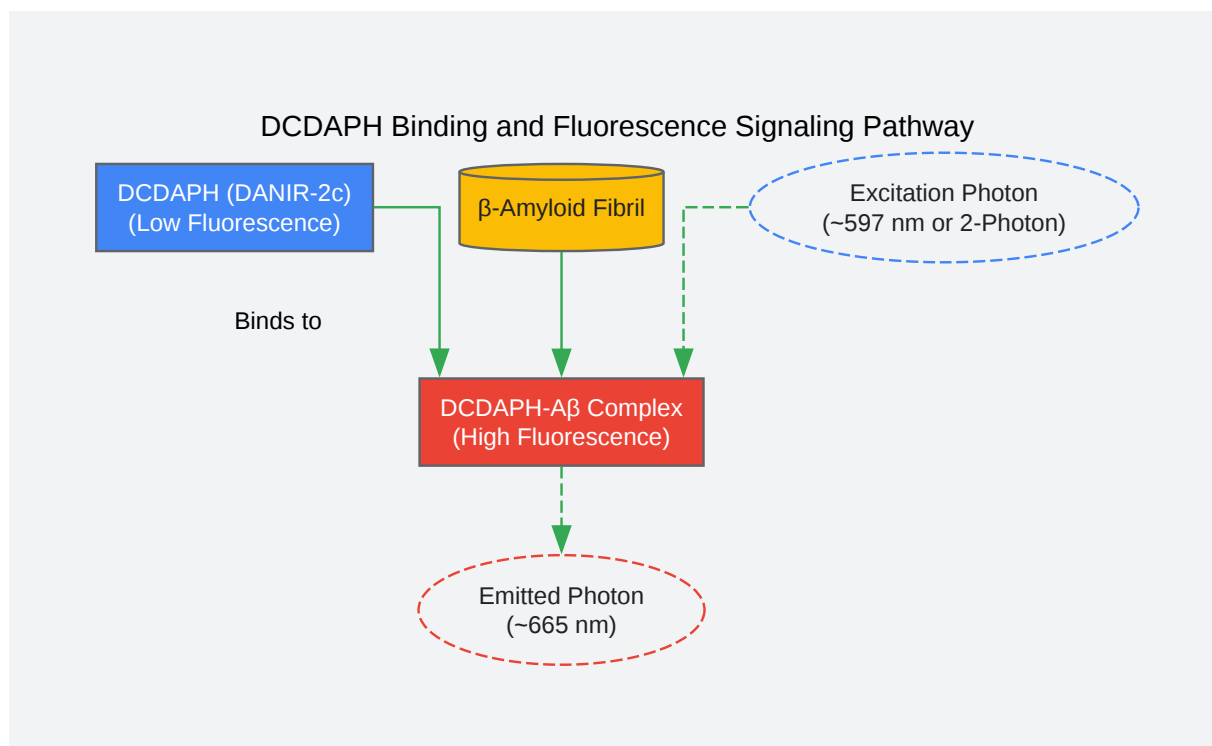 DCDAPH Binding and Fluorescence Signaling Pathway
DCDAPH (DANIR-2c)
(Low Fluorescence)
β-Amyloid Fibril
Excitation Photon
(~597 nm or 2-Photon)
Binds to
DCDAPH-Aβ Complex
(High Fluorescence)
Emitted Photon
(~665 nm)